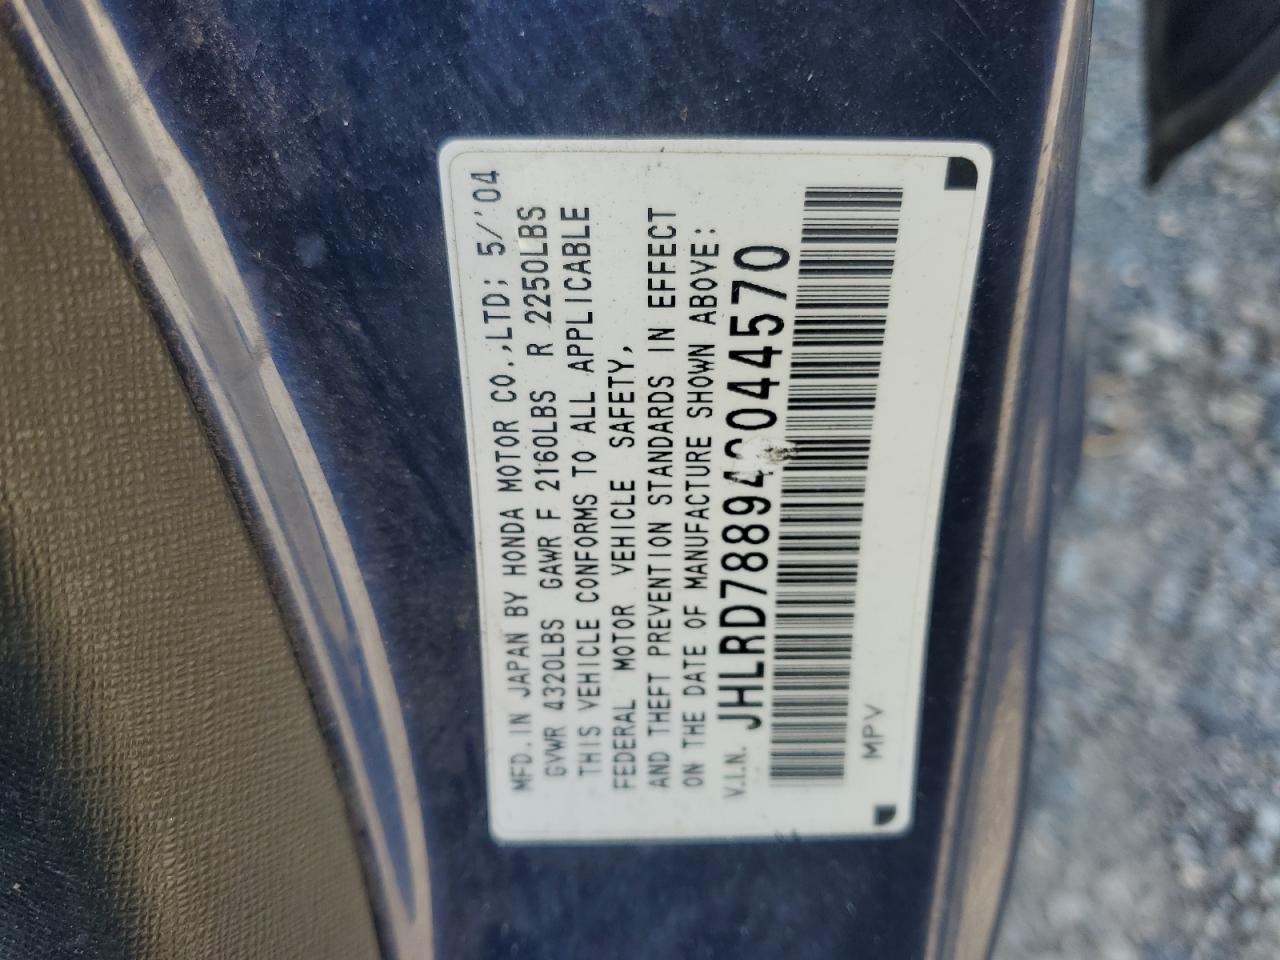 MFD. IN JAPAN BY HONDA MOTOR CO.,LTD; 5/'04
GVWR 4320LBS GAWR F 2160LBS R 2250LBS
THIS VEHICLE CONFORMS TO ALL APPLICABLE
FEDERAL MOTOR VEHICLE SAFETY,
AND THEFT PREVENTION STANDARDS IN EFFECT
ON THE DATE OF MANUFACTURE SHOWN ABOVE;
V.I.N. JHLRD78894C044570
MPV